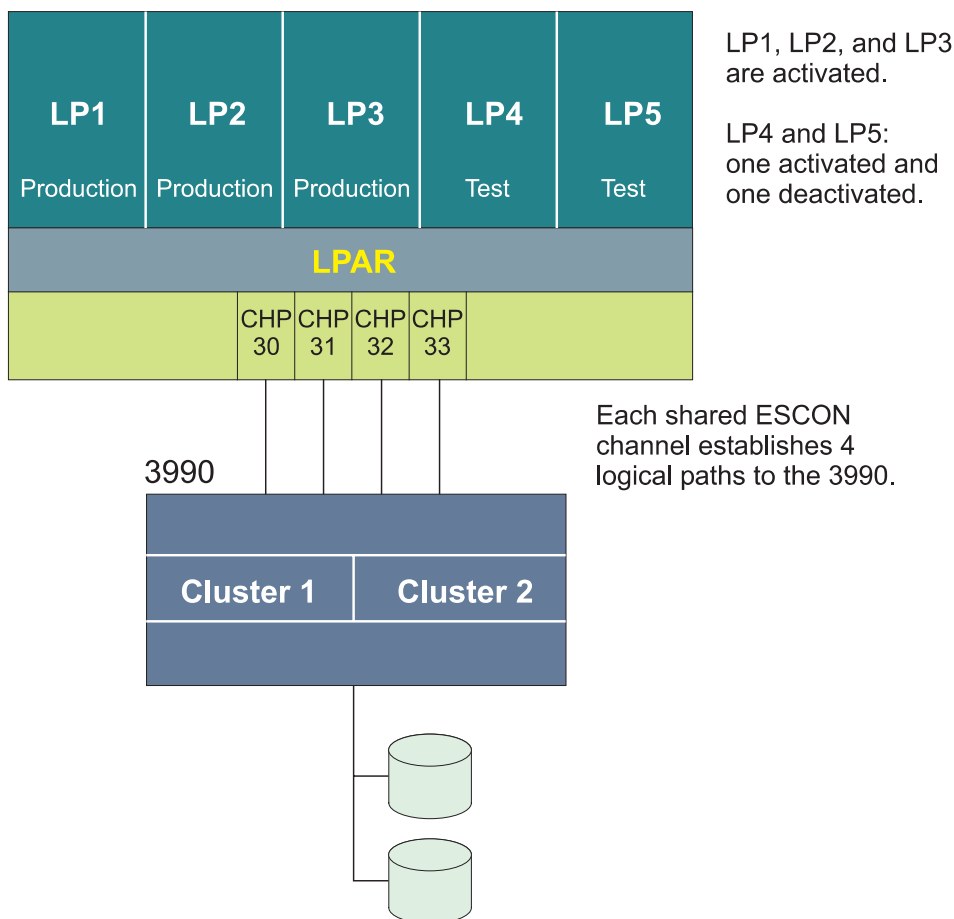 LP1
LP2
LP3
LP4
LP5
Production
Production
Production
Test
Test
LP1, LP2, and LP3
are activated.
LP4 and LP5:
one activated and
one deactivated.
LPAR
CHP
30
CHP
31
CHP
32
CHP
33
Each shared ESCON
channel establishes 4
logical paths to the 3990.
3990
Cluster 1
Cluster 2